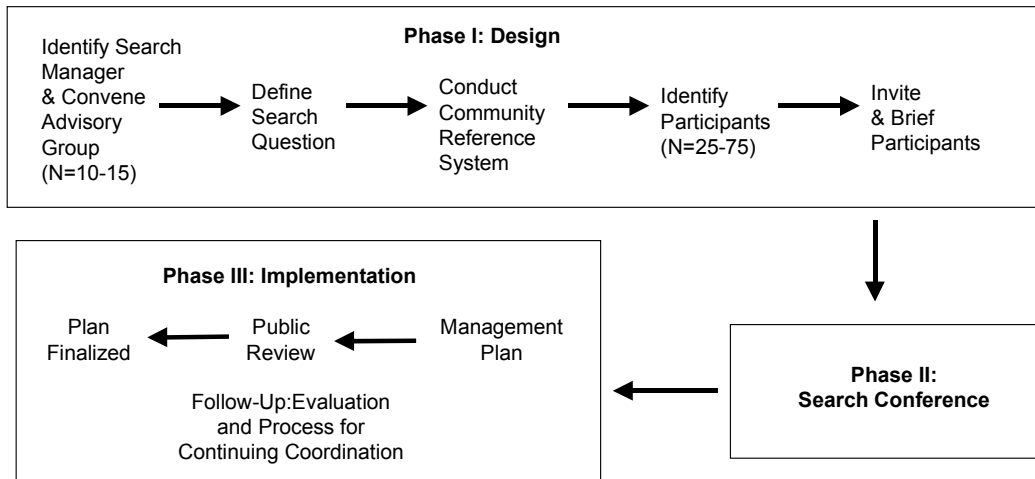 Phase I: Design
Identify Search
Manager
& Convene
Advisory
Group
(N=10-15)
Define
Search
Question
Conduct
Community
Reference
System
Identify
Participants
(N=25-75)
Invite
& Brief
Participants
Phase II:
Search Conference
Phase III: Implementation
Management
Plan
Public
Review
Plan
Finalized
Follow-Up:Evaluation
and Process for
Continuing Coordination